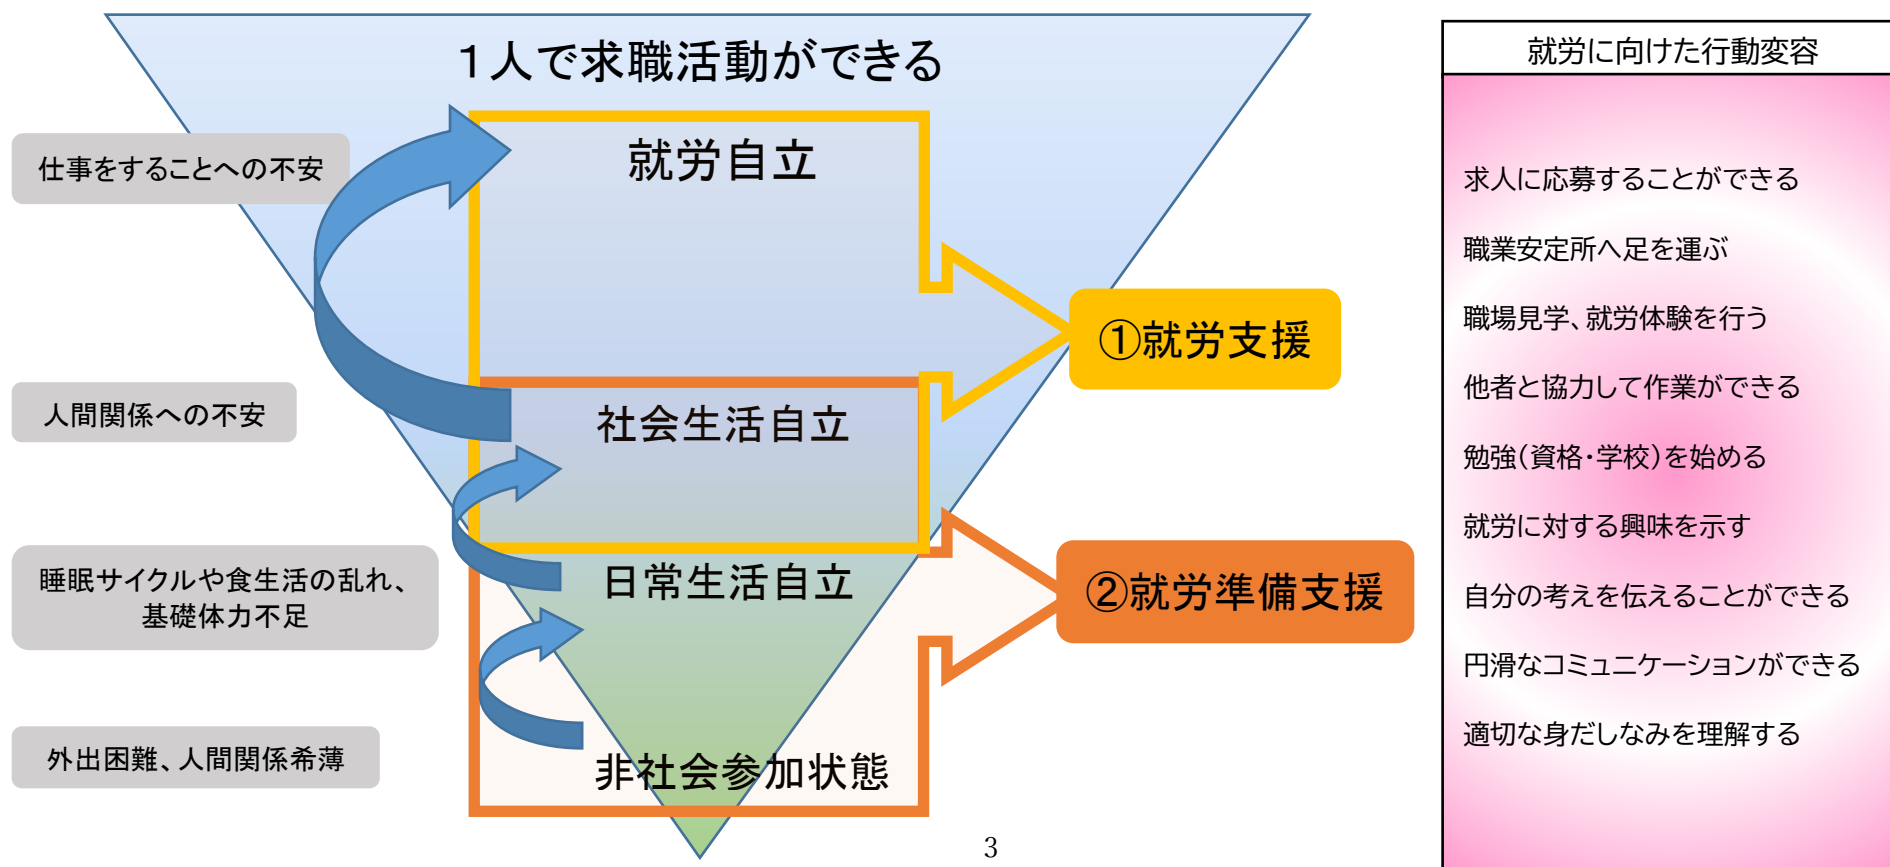 １人で求職活動ができる
就労自立
社会生活自立
日常生活自立
非社会参加状態
仕事をすることへの不安
人間関係への不安
睡眠サイクルや食生活の乱れ、
基礎体力不足
外出困難、人間関係希薄
①就労支援
②就労準備支援
就労に向けた行動変容
求人に応募することができる
職業安定所へ足を運ぶ
職場見学、就労体験を行う
他者と協力して作業ができる
勉強（資格・学校）を始める
就労に対する興味を示す
自分の考えを伝えることができる
円滑なコミュニケーションができる
適切な身だしなみを理解する
3